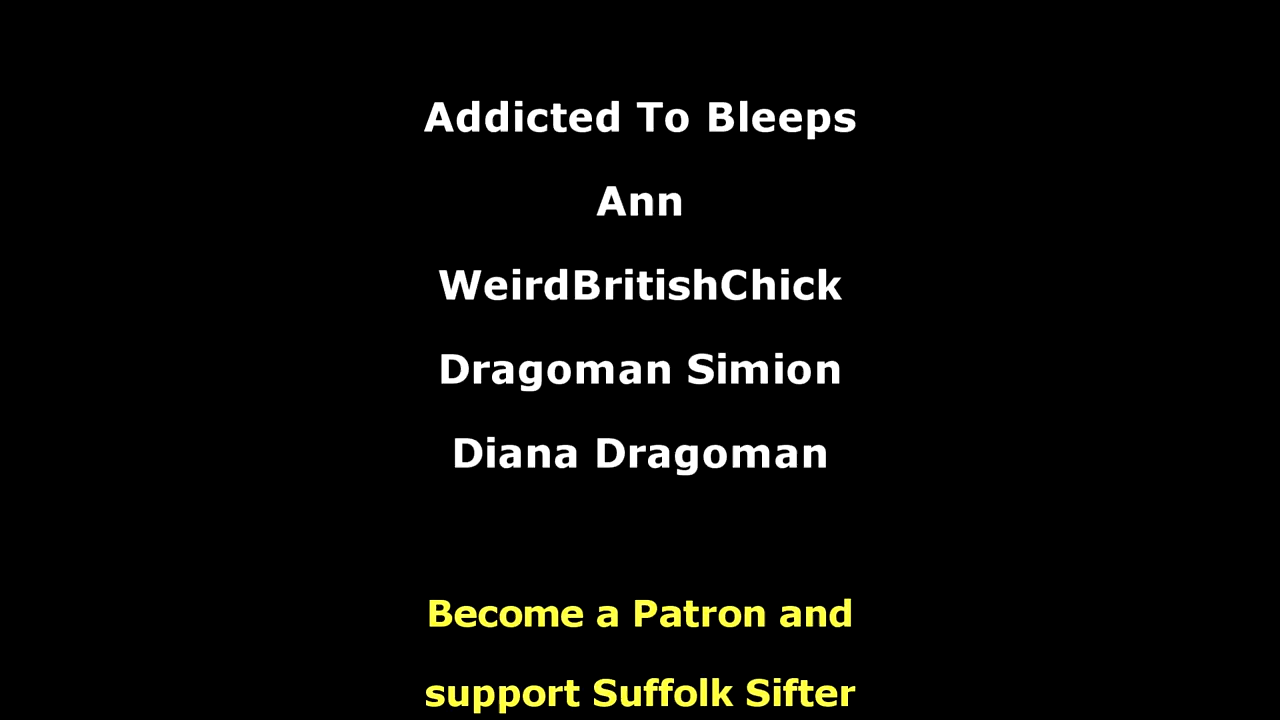 Addicted To Bleeps
Ann
WeirdBritishChick
Dragoman Simion
Diana Dragoman
Become a Patron and
support Suffolk Sifter